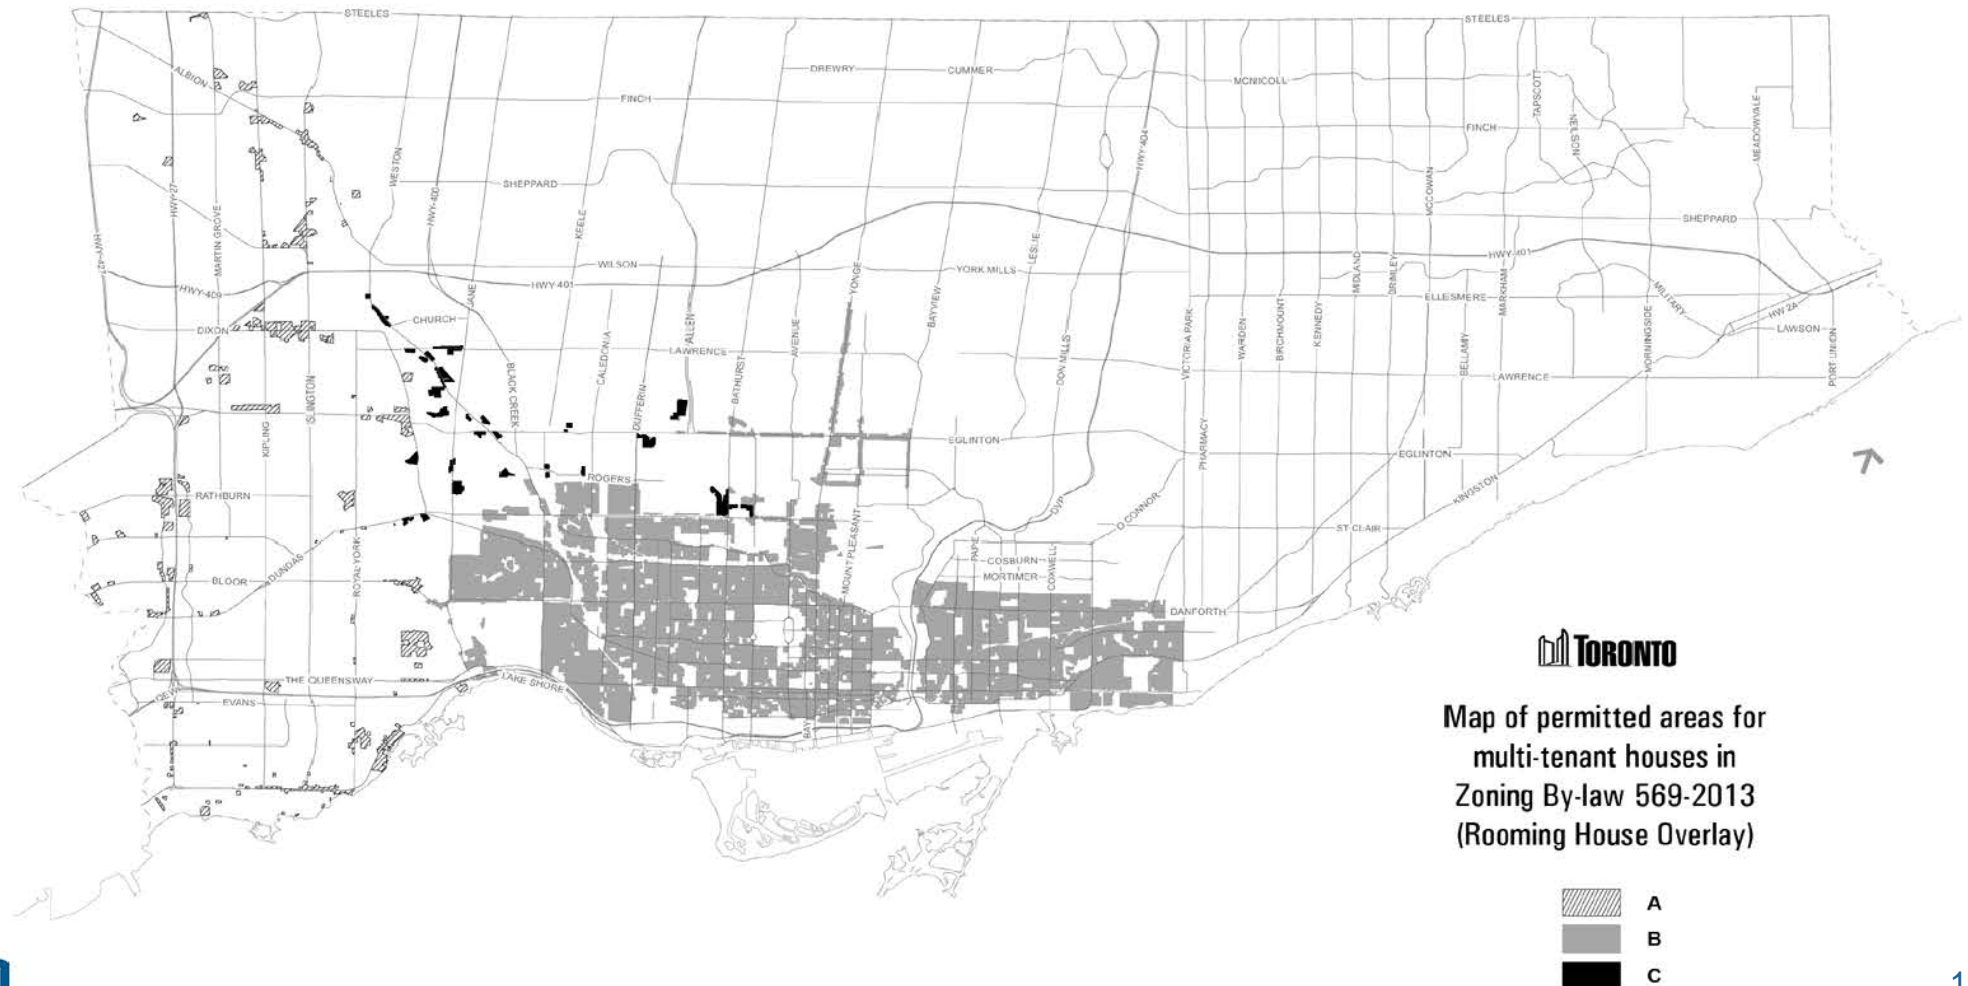 STEELES
STEELES
ALBION
DREWRY
CUMMER
MCNICOLL
FINCH
FINCH
TAPSCOTT
NEILSON
MEADOWVALE
HWY-404
WESTON
HWY-400
SHEPPARD
SHEPPARD
HWY-27
MARTIN GROVE
KEELE
MCCOWAN
HWY-427
LESLIE
WILSON
YORK MILLS
HWY-401
HWY-401
HWY-409
JANE
YONGE
BAYVIEW
MIDLAND
BRIMLEY
MARKHAM
ELLESMERE
MILITARY
HW 2A
LAWSON
PORT UNION
DIXON
CHURCH
CALEDONIA
ALLEN
AVENUE
LAWRENCE
LAWRENCE
DON MILLS
VICTORIA PARK
WARDEN
BIRCHMOUNT
KENNEDY
BELLAMY
MORNINGSIDE
BLACK CREEK
DUFFERIN
BATHURST
ISLINGTON
KIPLING
EGLINTON
EGLINTON
PHARMACY
ROGERS
RATHBURN
KINGSTON
DVP
O CONNOR
ST CLAIR
MOUNT PLEASANT
PAPE
COSBURN
MORTIMER
COXWELL
DANFORTH
BLOOR
DUNDAS
ROYAL YORK
THE QUEENSWAY
QEW
EVANS
LAKE SHORE
BAY
TORONTO
Map of permitted areas for
multi-tenant houses in
Zoning By-law 569-2013
(Rooming House Overlay)
A
B
C
1